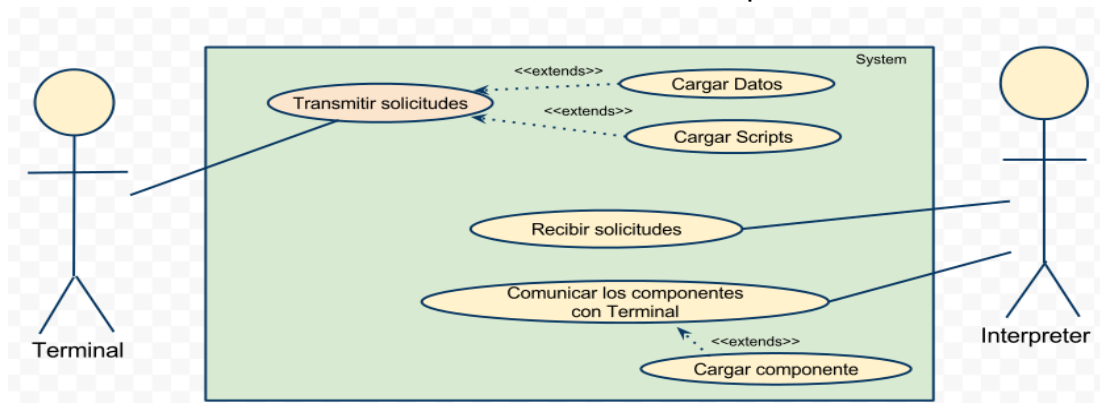 System
<<extends>>
Cargar Datos
Transmitir solicitudes
<<extends>>
Cargar Scripts
Recibir solicitudes
Comunicar los componentes
con Terminal
<<extends>>
Cargar componente
Terminal
Interpreter